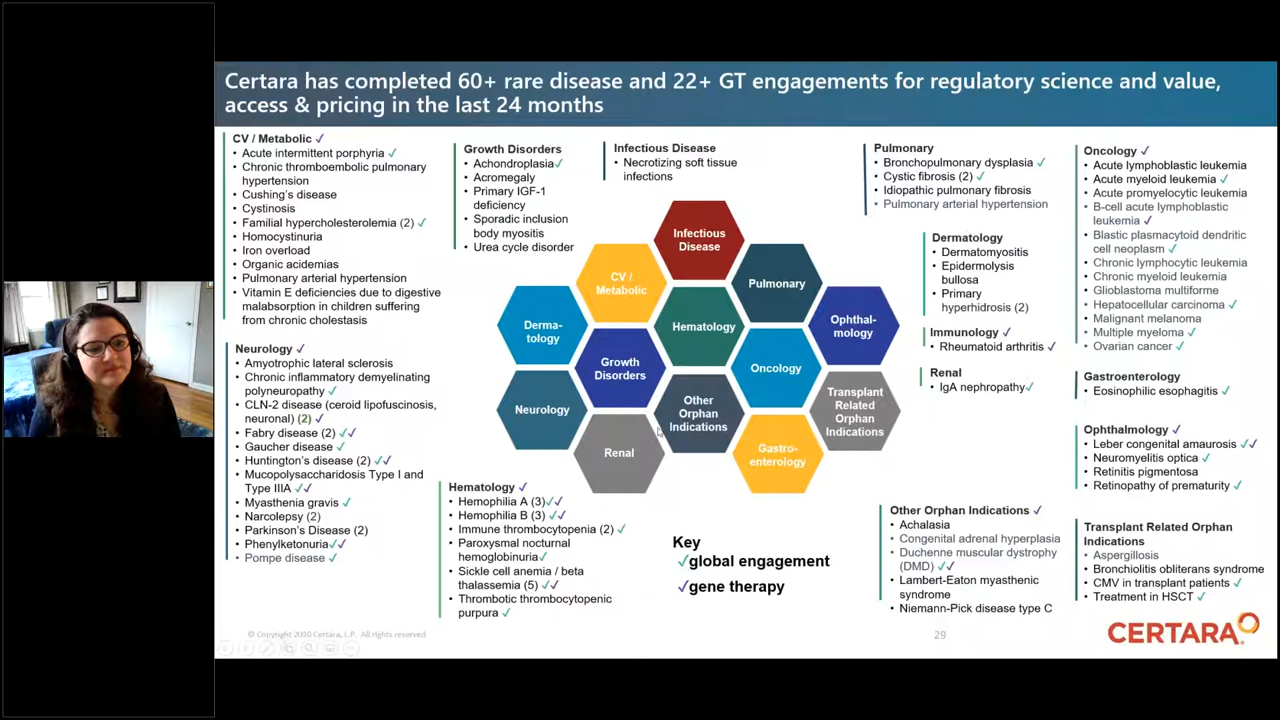 Certara has completed 60+ rare disease and 22+ GT engagements for regulatory science and value,
access & pricing in the last 24 months
CV / Metabolic ✓
• Acute intermittent porphyria ✓
• Chronic thromboembolic pulmonary
hypertension
• Cushing's disease
• Cystinosis
• Familial hypercholesterolemia (2) ✓
• Homocystinuria
• Iron overload
• Organic acidemias
• Pulmonary arterial hypertension
• Vitamin E deficiencies due to digestive
malabsorption in children suffering
from chronic cholestasis
Neurology ✓
• Amyotrophic lateral sclerosis
• Chronic inflammatory demyelinating
polyneuropathy ✓
• CLN-2 disease (ceroid lipofuscinosis,
neuronal) (2) ✓
• Fabry disease (2) ✓✓
• Gaucher disease ✓
• Huntington's disease (2) ✓✓
• Mucopolysaccharidosis Type I and
Type IIIA ✓✓
• Myasthenia gravis ✓
• Narcolepsy (2)
• Parkinson's Disease (2)
• Phenylketonuria✓✓
• Pompe disease ✓
Growth Disorders
• Achondroplasia✓
• Acromegaly
• Primary IGF-1
deficiency
• Sporadic inclusion
body myositis
• Urea cycle disorder
Infectious Disease
• Necrotizing soft tissue
infections
Infectious
Disease
CV /
Metabolic
Pulmonary
Derma-
tology
Hematology
Ophthal-
mology
Growth
Disorders
Oncology
Neurology
Other
Orphan
Indications
Transplant
Related
Orphan
Indications
Renal
Gastro-
enterology
Hematology ✓
• Hemophilia A (3)✓✓
• Hemophilia B (3) ✓✓
• Immune thrombocytopenia (2) ✓
• Paroxysmal nocturnal
hemoglobinuria✓
• Sickle cell anemia / beta
thalassemia (5) ✓✓
• Thrombotic thrombocytopenic
purpura ✓
Key
✓global engagement
✓gene therapy
Pulmonary
• Bronchopulmonary dysplasia ✓
• Cystic fibrosis (2) ✓
• Idiopathic pulmonary fibrosis
• Pulmonary arterial hypertension
Dermatology
• Dermatomyositis
• Epidermolysis
bullosa
• Primary
hyperhidrosis (2)
Immunology ✓
• Rheumatoid arthritis ✓
Renal
• IgA nephropathy✓
Oncology ✓
• Acute lymphoblastic leukemia
• Acute myeloid leukemia ✓
• Acute promyelocytic leukemia
• B-cell acute lymphoblastic
leukemia ✓
• Blastic plasmacytoid dendritic
cell neoplasm ✓
• Chronic lymphocytic leukemia
• Chronic myeloid leukemia
• Glioblastoma multiforme
• Hepatocellular carcinoma ✓
• Malignant melanoma
• Multiple myeloma ✓
• Ovarian cancer ✓
Gastroenterology
• Eosinophilic esophagitis ✓
Ophthalmology ✓
• Leber congenital amaurosis ✓✓
• Neuromyelitis optica ✓
• Retinitis pigmentosa
• Retinopathy of prematurity ✓
Other Orphan Indications ✓
• Achalasia
• Congenital adrenal hyperplasia
• Duchenne muscular dystrophy
(DMD) ✓✓
• Lambert-Eaton myasthenic
syndrome
• Niemann-Pick disease type C
Transplant Related Orphan
Indications
• Aspergillosis
• Bronchiolitis obliterans syndrome
• CMV in transplant patients ✓
• Treatment in HSCT ✓
© Copyright 2020 Certara, L.P. All rights reserved
29
CERTARA